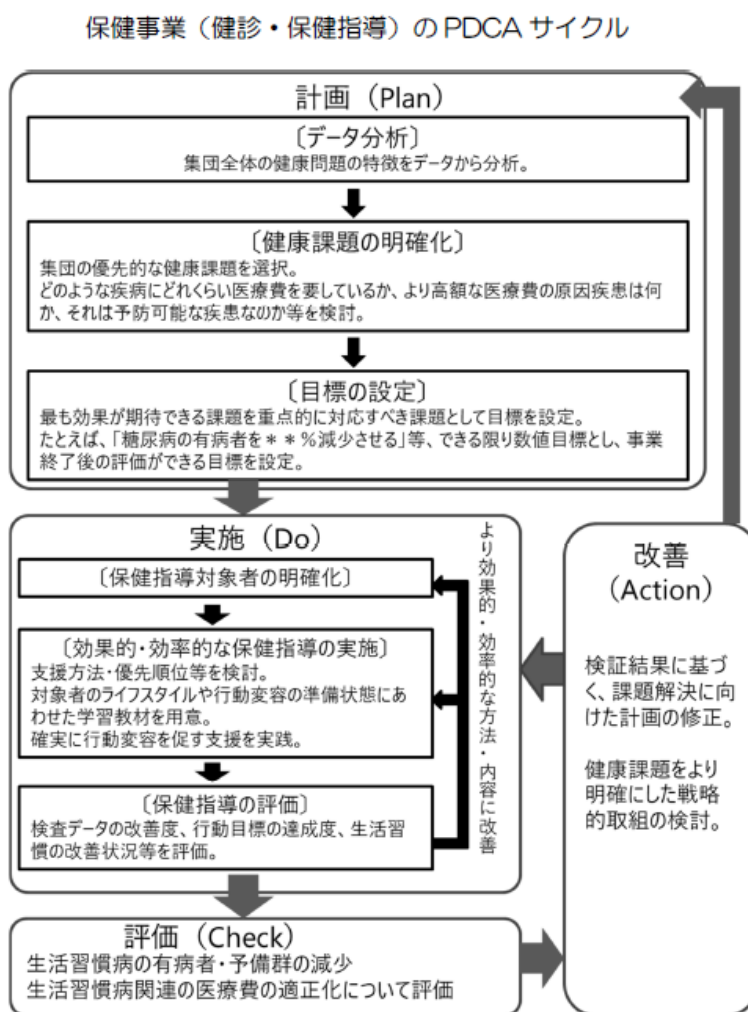 保健事業（健診・保健指導）のPDCAサイクル
計画（Plan）
〔データ分析〕
集団全体の健康問題の特徴をデータから分析。
〔健康課題の明確化〕
集団の優先的な健康課題を選択。
どのような疾病にどれくらい医療費を要しているか、より高額な医療費の原因疾患は何
か、それは予防可能な疾患なのか等を検討。
〔目標の設定〕
最も効果が期待できる課題を重点的に対応すべき課題として目標を設定。
たとえば、「糖尿病の有病者を＊＊％減少させる」等、できる限り数値目標とし、事業
終了後の評価ができる目標を設定。
実施（Do）
〔保健指導対象者の明確化〕
〔効果的・効率的な保健指導の実施〕
支援方法・優先順位等を検討。
対象者のライフスタイルや行動変容の準備状態にあ
わせた学習教材を用意。
確実に行動変容を促す支援を実践。
〔保健指導の評価〕
検査データの改善度、行動目標の達成度、生活習
慣の改善状況等を評価。
より効果的・効率的な方法・内容に改善
評価（Check）
生活習慣病の有病者・予備群の減少
生活習慣病関連の医療費の適正化について評価
改善
（Action）
検証結果に基づ
く、課題解決に向
けた計画の修正。
健康課題をより
明確にした戦略
的取組の検討。